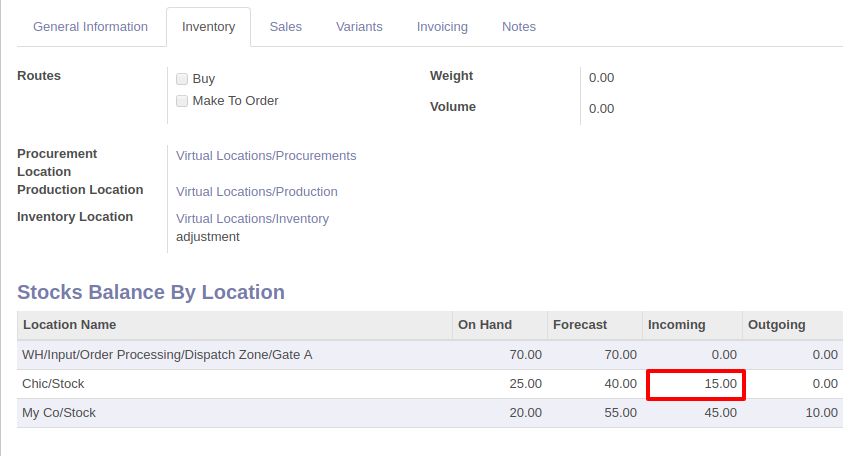 General Information Inventory Sales Variants Invoicing Notes
Routes Buy Weight 0.00
Make To Order
Volume 0.00
Procurement Location Virtual Locations/Procurements
Production Location Virtual Locations/Production
Inventory Location Virtual Locations/Inventory
adjustment
Stocks Balance By Location
Location Name On Hand Forecast Incoming Outgoing
WH/Input/Order Processing/Dispatch Zone/Gate A 70.00 70.00 0.00 0.00
Chic/Stock 25.00 40.00 15.00 0.00
My Co/Stock 20.00 55.00 45.00 10.00